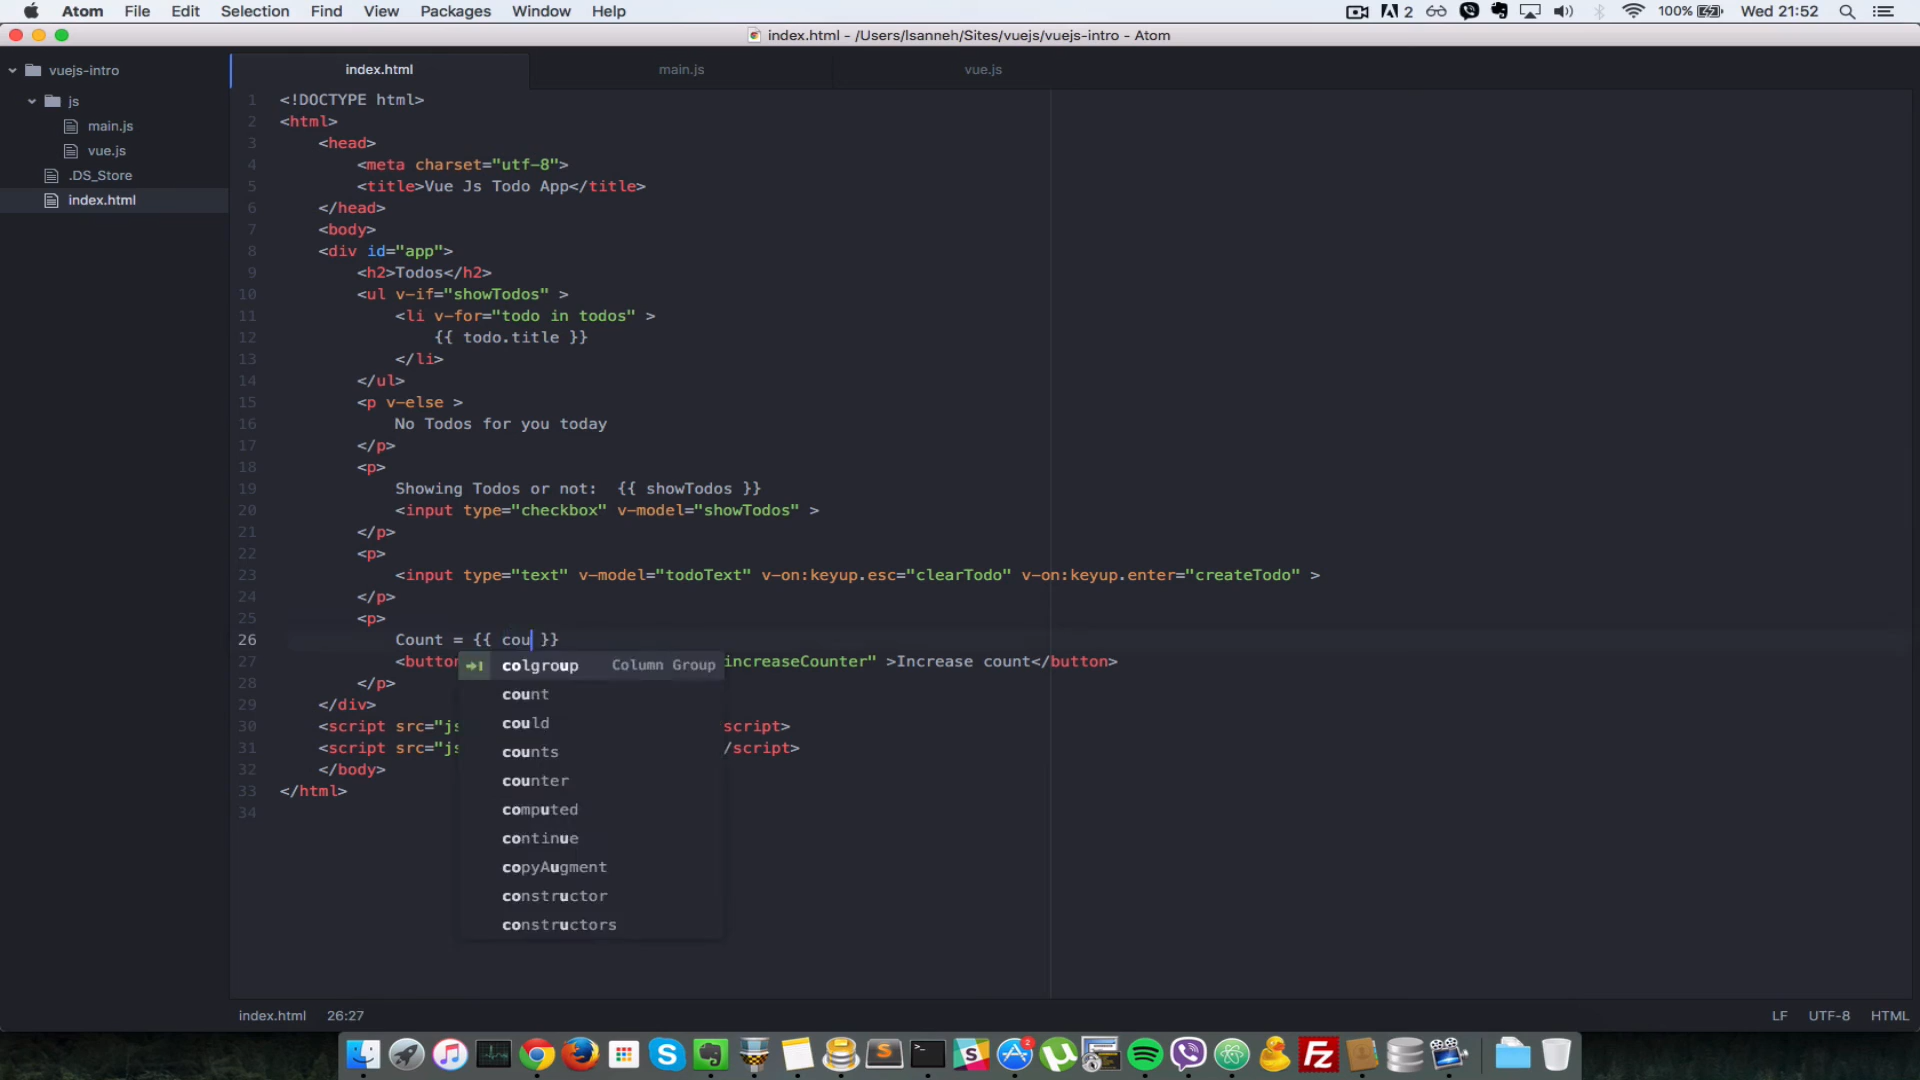 Atom File Edit Selection Find View Packages Window Help 2 100% Wed 21:52
index.html - /Users/lsanneh/Sites/vuejs/vuejs-intro - Atom
vuejs-intro
js
main.js
vue.js
.DS_Store
index.html
index.html main.js vue.js
1 <!DOCTYPE html>
2 <html>
3 <head>
4 <meta charset="utf-8">
5 <title>Vue Js Todo App</title>
6 </head>
7 <body>
8 <div id="app">
9 <h2>Todos</h2>
10 <ul v-if="showTodos" >
11 <li v-for="todo in todos" >
12 {{ todo.title }}
13 </li>
14 </ul>
15 <p v-else >
16 No Todos for you today
17 </p>
18 <p>
19 Showing Todos or not:  {{ showTodos }}
20 <input type="checkbox" v-model="showTodos" >
21 </p>
22 <p>
23 <input type="text" v-model="todoText" v-on:keyup.esc="clearTodo" v-on:keyup.enter="createTodo" >
24 </p>
25 <p>
26 Count = {{ cou }}
27 <button increaseCounter" >Increase count</button>
28 </p>
29 </div>
30 <script src="js script>
31 <script src="js /script>
32 </body>
33 </html>
34
colgroup Column Group
count
could
counts
counter
computed
continue
copyAugment
constructor
constructors
index.html 26:27 LF UTF-8 HTML
2
S
Fz